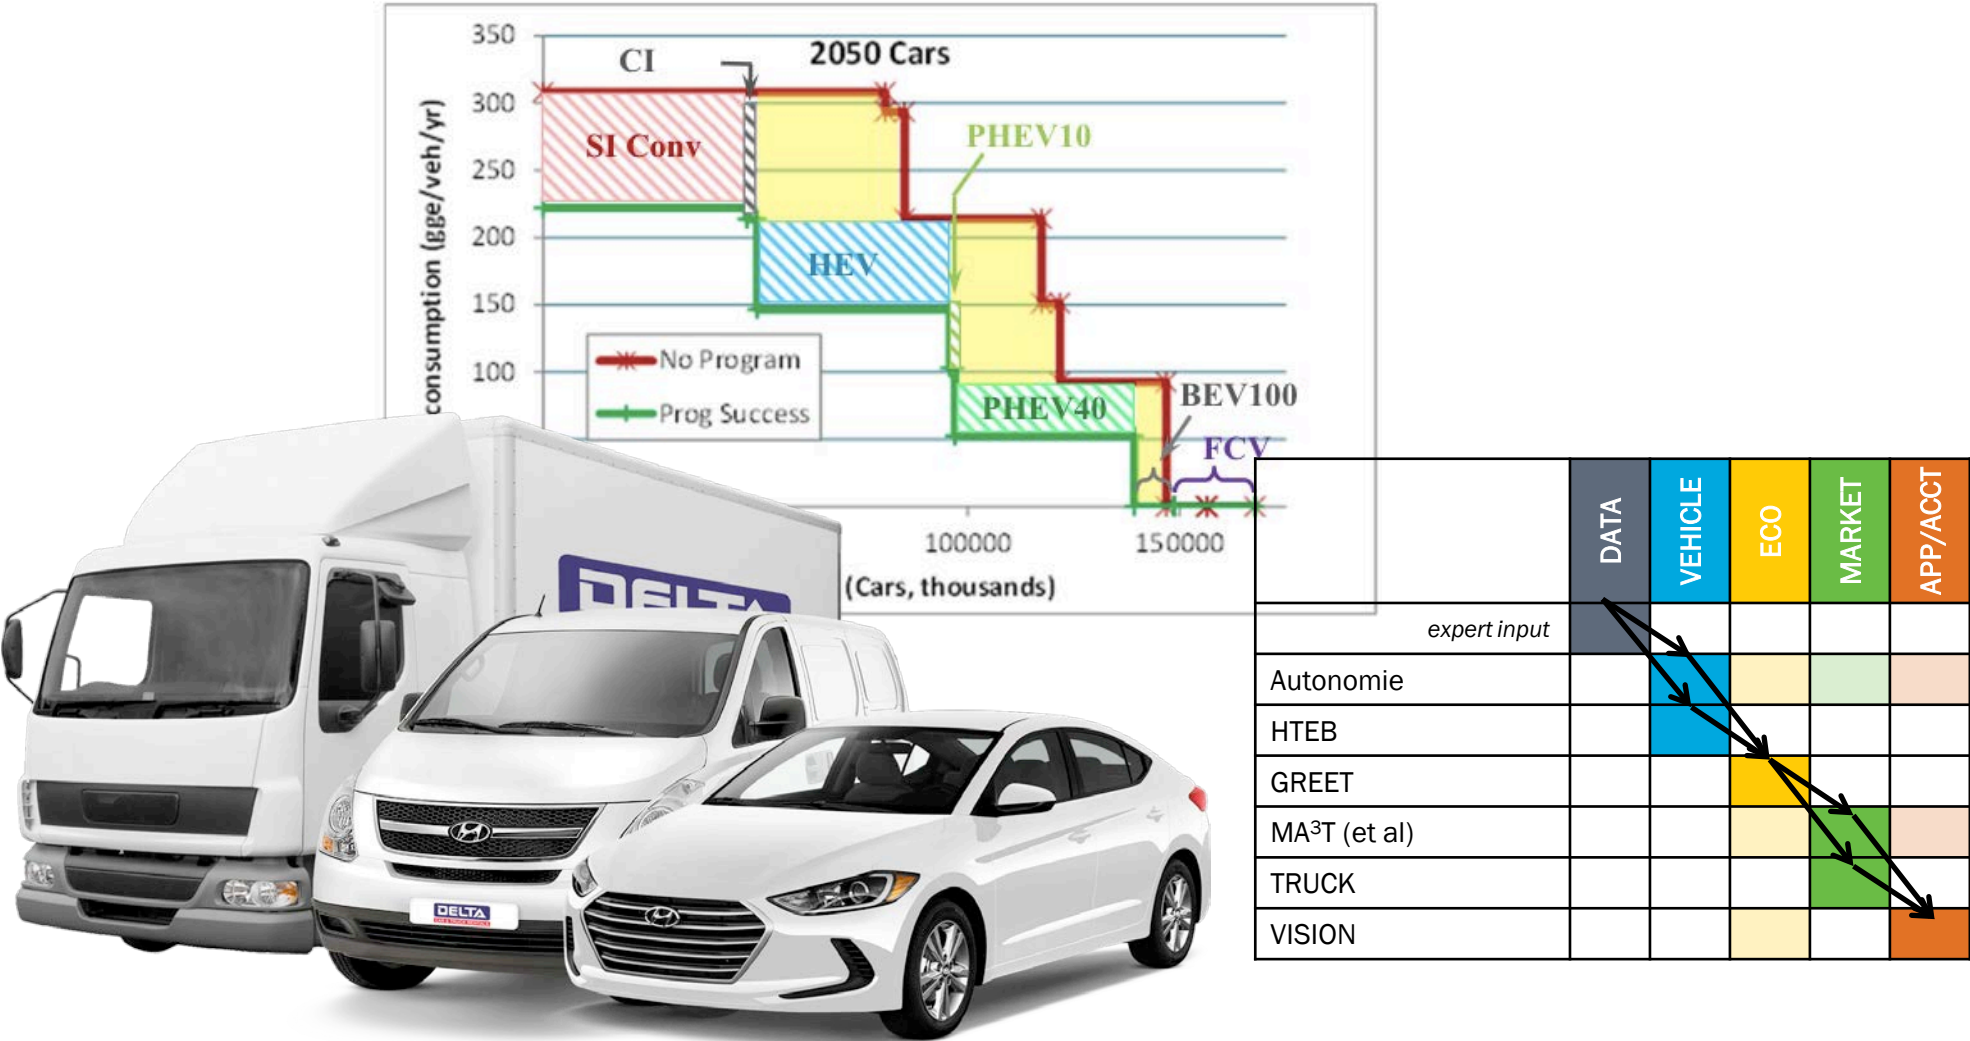 350
CI
2050 Cars
300
PHEV10
SI Conv
250
200
HEV
150
No Program
100
BEV100
PHEV40
Prog Success
FCV
consumption (gge/veh/yr)
100000
150000
(Cars, thousands)
DELTA
DELTA
DATA
VEHICLE
ECO
MARKET
APP/ACCT
expert input
Autonomie
HTEB
GREET
MA³T (et al)
TRUCK
VISION